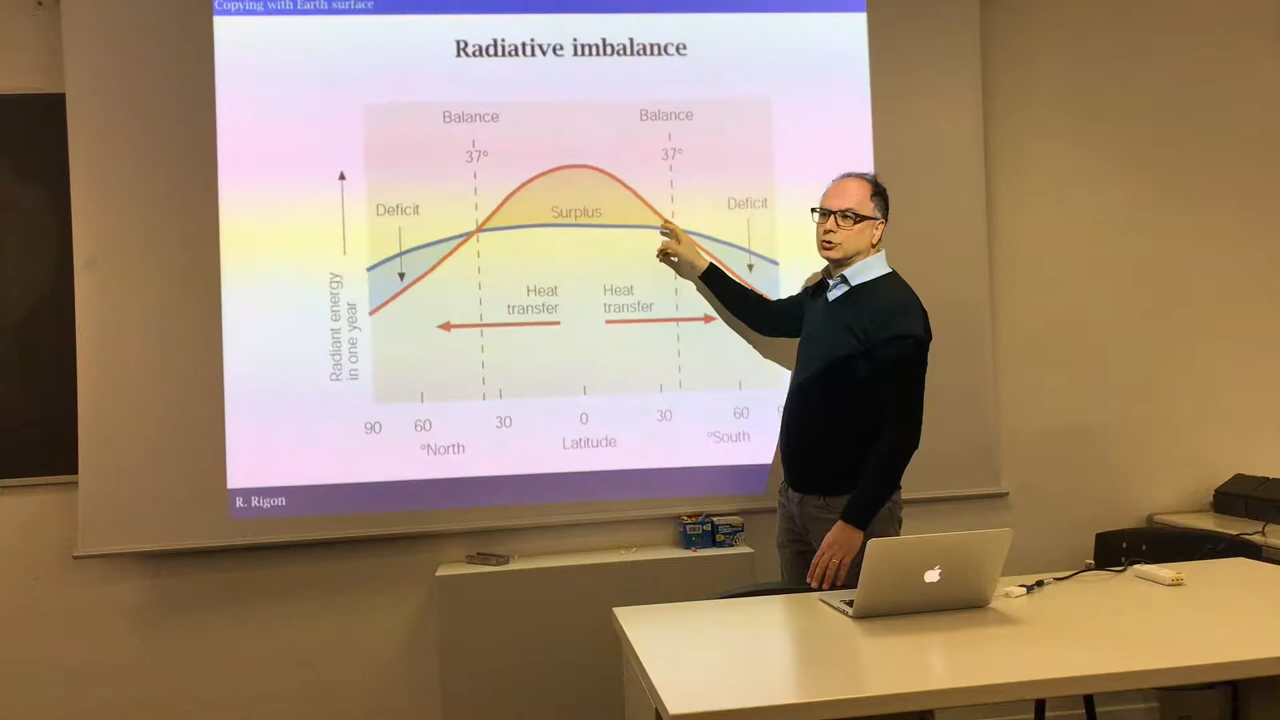 Copying with Earth surface
Radiative imbalance
Balance
Balance
37°
37°
Deficit
Surplus
Deficit
Radiant energy
in one year
Heat
transfer
Heat
transfer
90
60
30
0
30
60
9
°North
Latitude
°South
R. Rigon